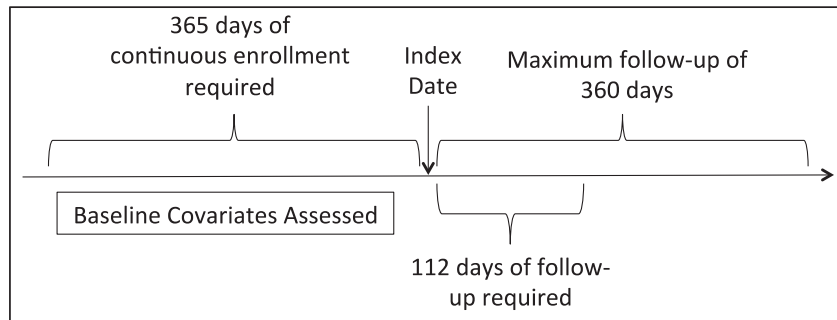 365 days of
continuous enrollment
required
Index
Date
Maximum follow-up of
360 days
Baseline Covariates Assessed
112 days of follow-
up required